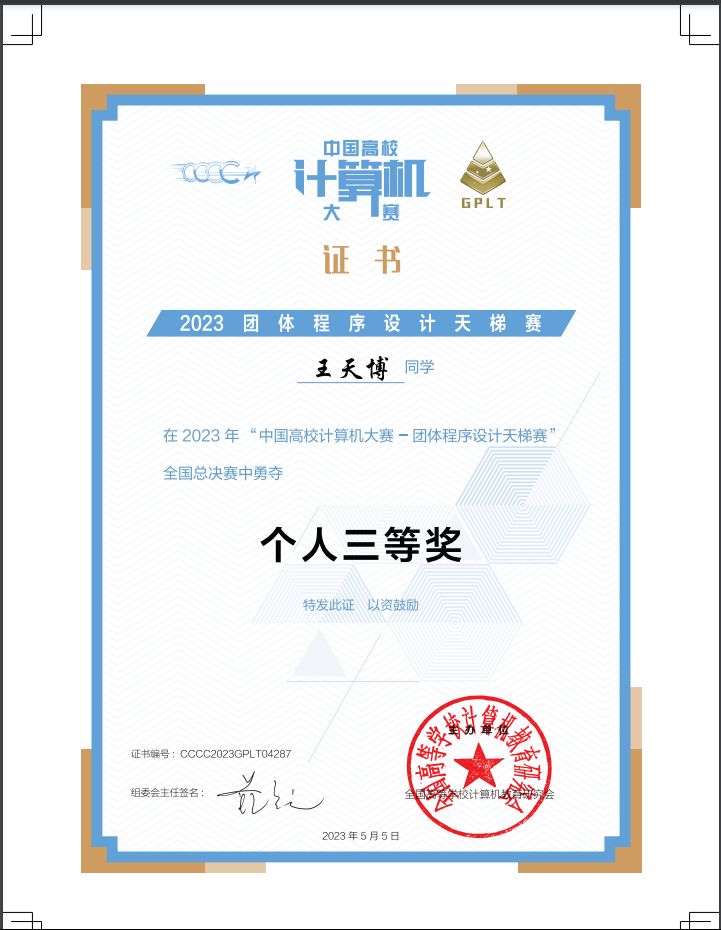 中国高校
计算机
大 赛
CCCC
GPLT
证 书
2023 团体程序设计天梯赛
王天博 同学
在 2023 年“中国高校计算机大赛－团体程序设计天梯赛”
全国总决赛中勇夺
个人三等奖
特发此证 以资鼓励
主办单位
全国高等学校计算机教育研究会
证书编号：CCCC2023GPLT04287
组委会主任签名：
全国高等学校计算机教育研究会
2023 年 5 月 5 日